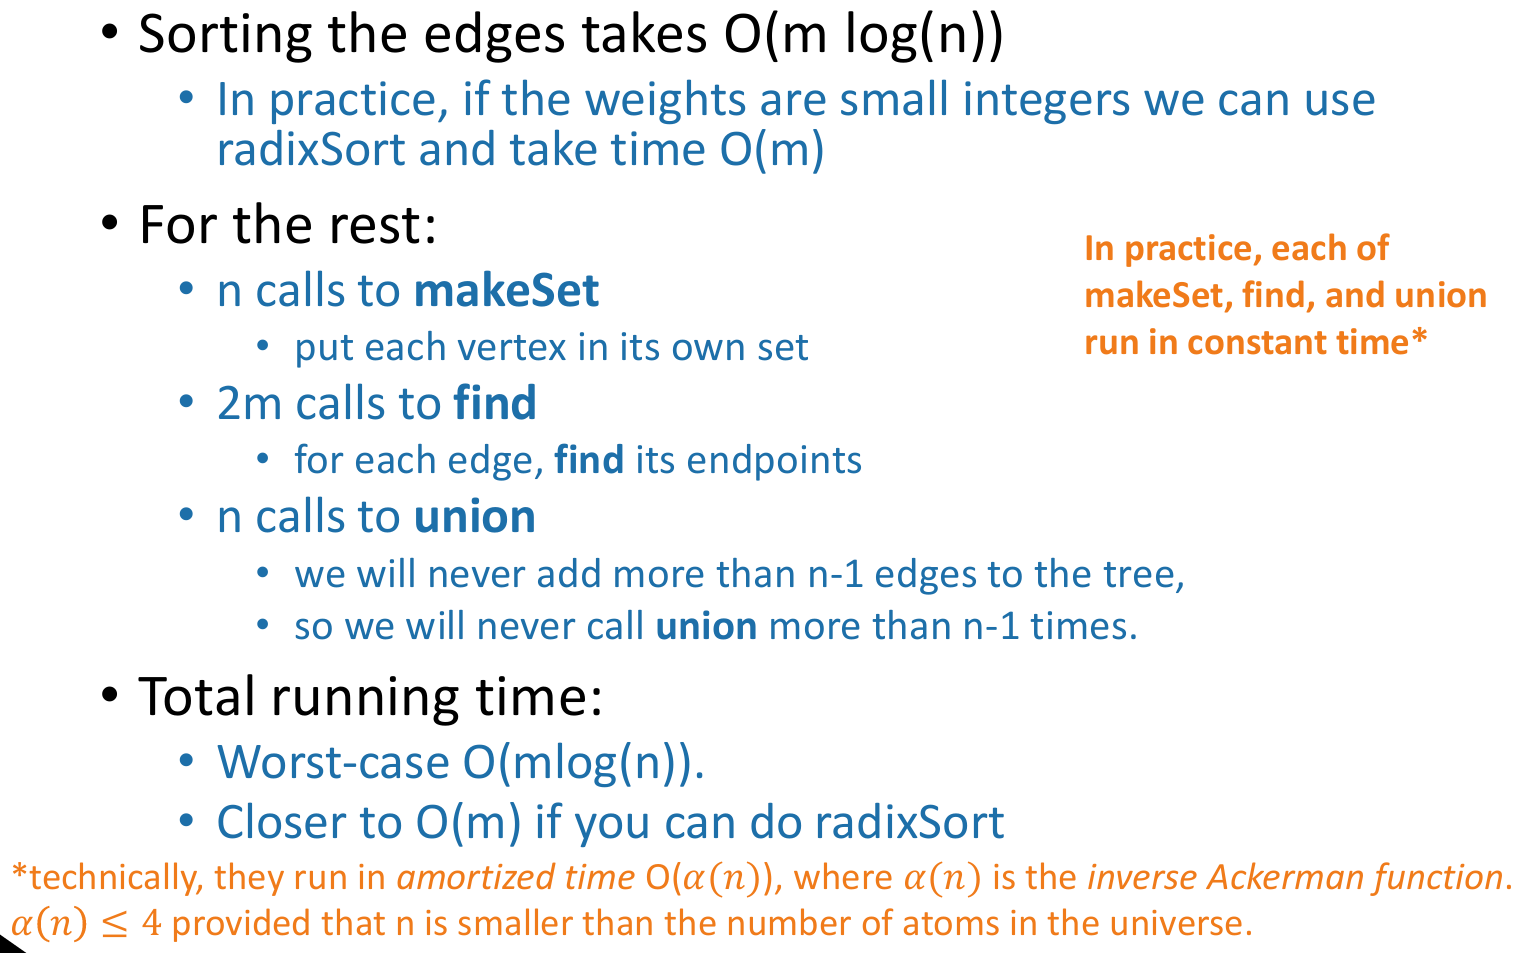 • Sorting the edges takes O(m log(n))
• In practice, if the weights are small integers we can use
radixSort and take time O(m)
• For the rest:
• n calls to makeSet
• put each vertex in its own set
• 2m calls to find
• for each edge, find its endpoints
• n calls to union
• we will never add more than n-1 edges to the tree,
• so we will never call union more than n-1 times.
In practice, each of
makeSet, find, and union
run in constant time*
• Total running time:
• Worst-case O(mlog(n)).
• Closer to O(m) if you can do radixSort
*technically, they run in amortized time O(𝛼(𝑛)), where 𝛼(𝑛) is the inverse Ackerman function.
𝛼(𝑛) ≤ 4 provided that n is smaller than the number of atoms in the universe.